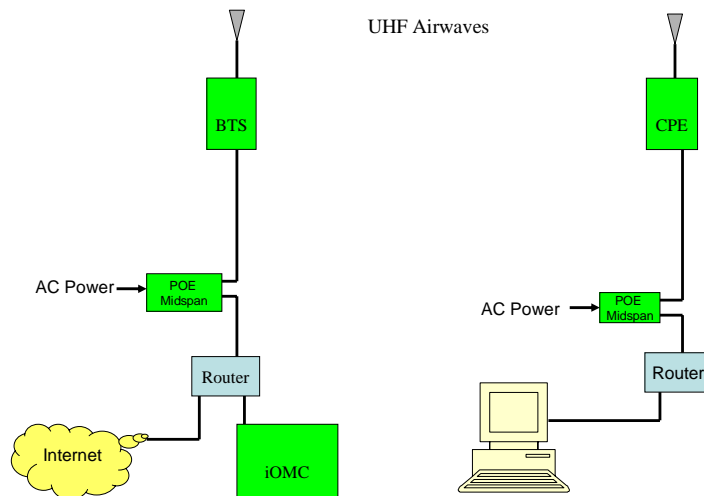 UHF Airwaves
BTS
CPE
AC Power
POE
Midspan
AC Power
POE
Midspan
Router
Router
Internet
iOMC